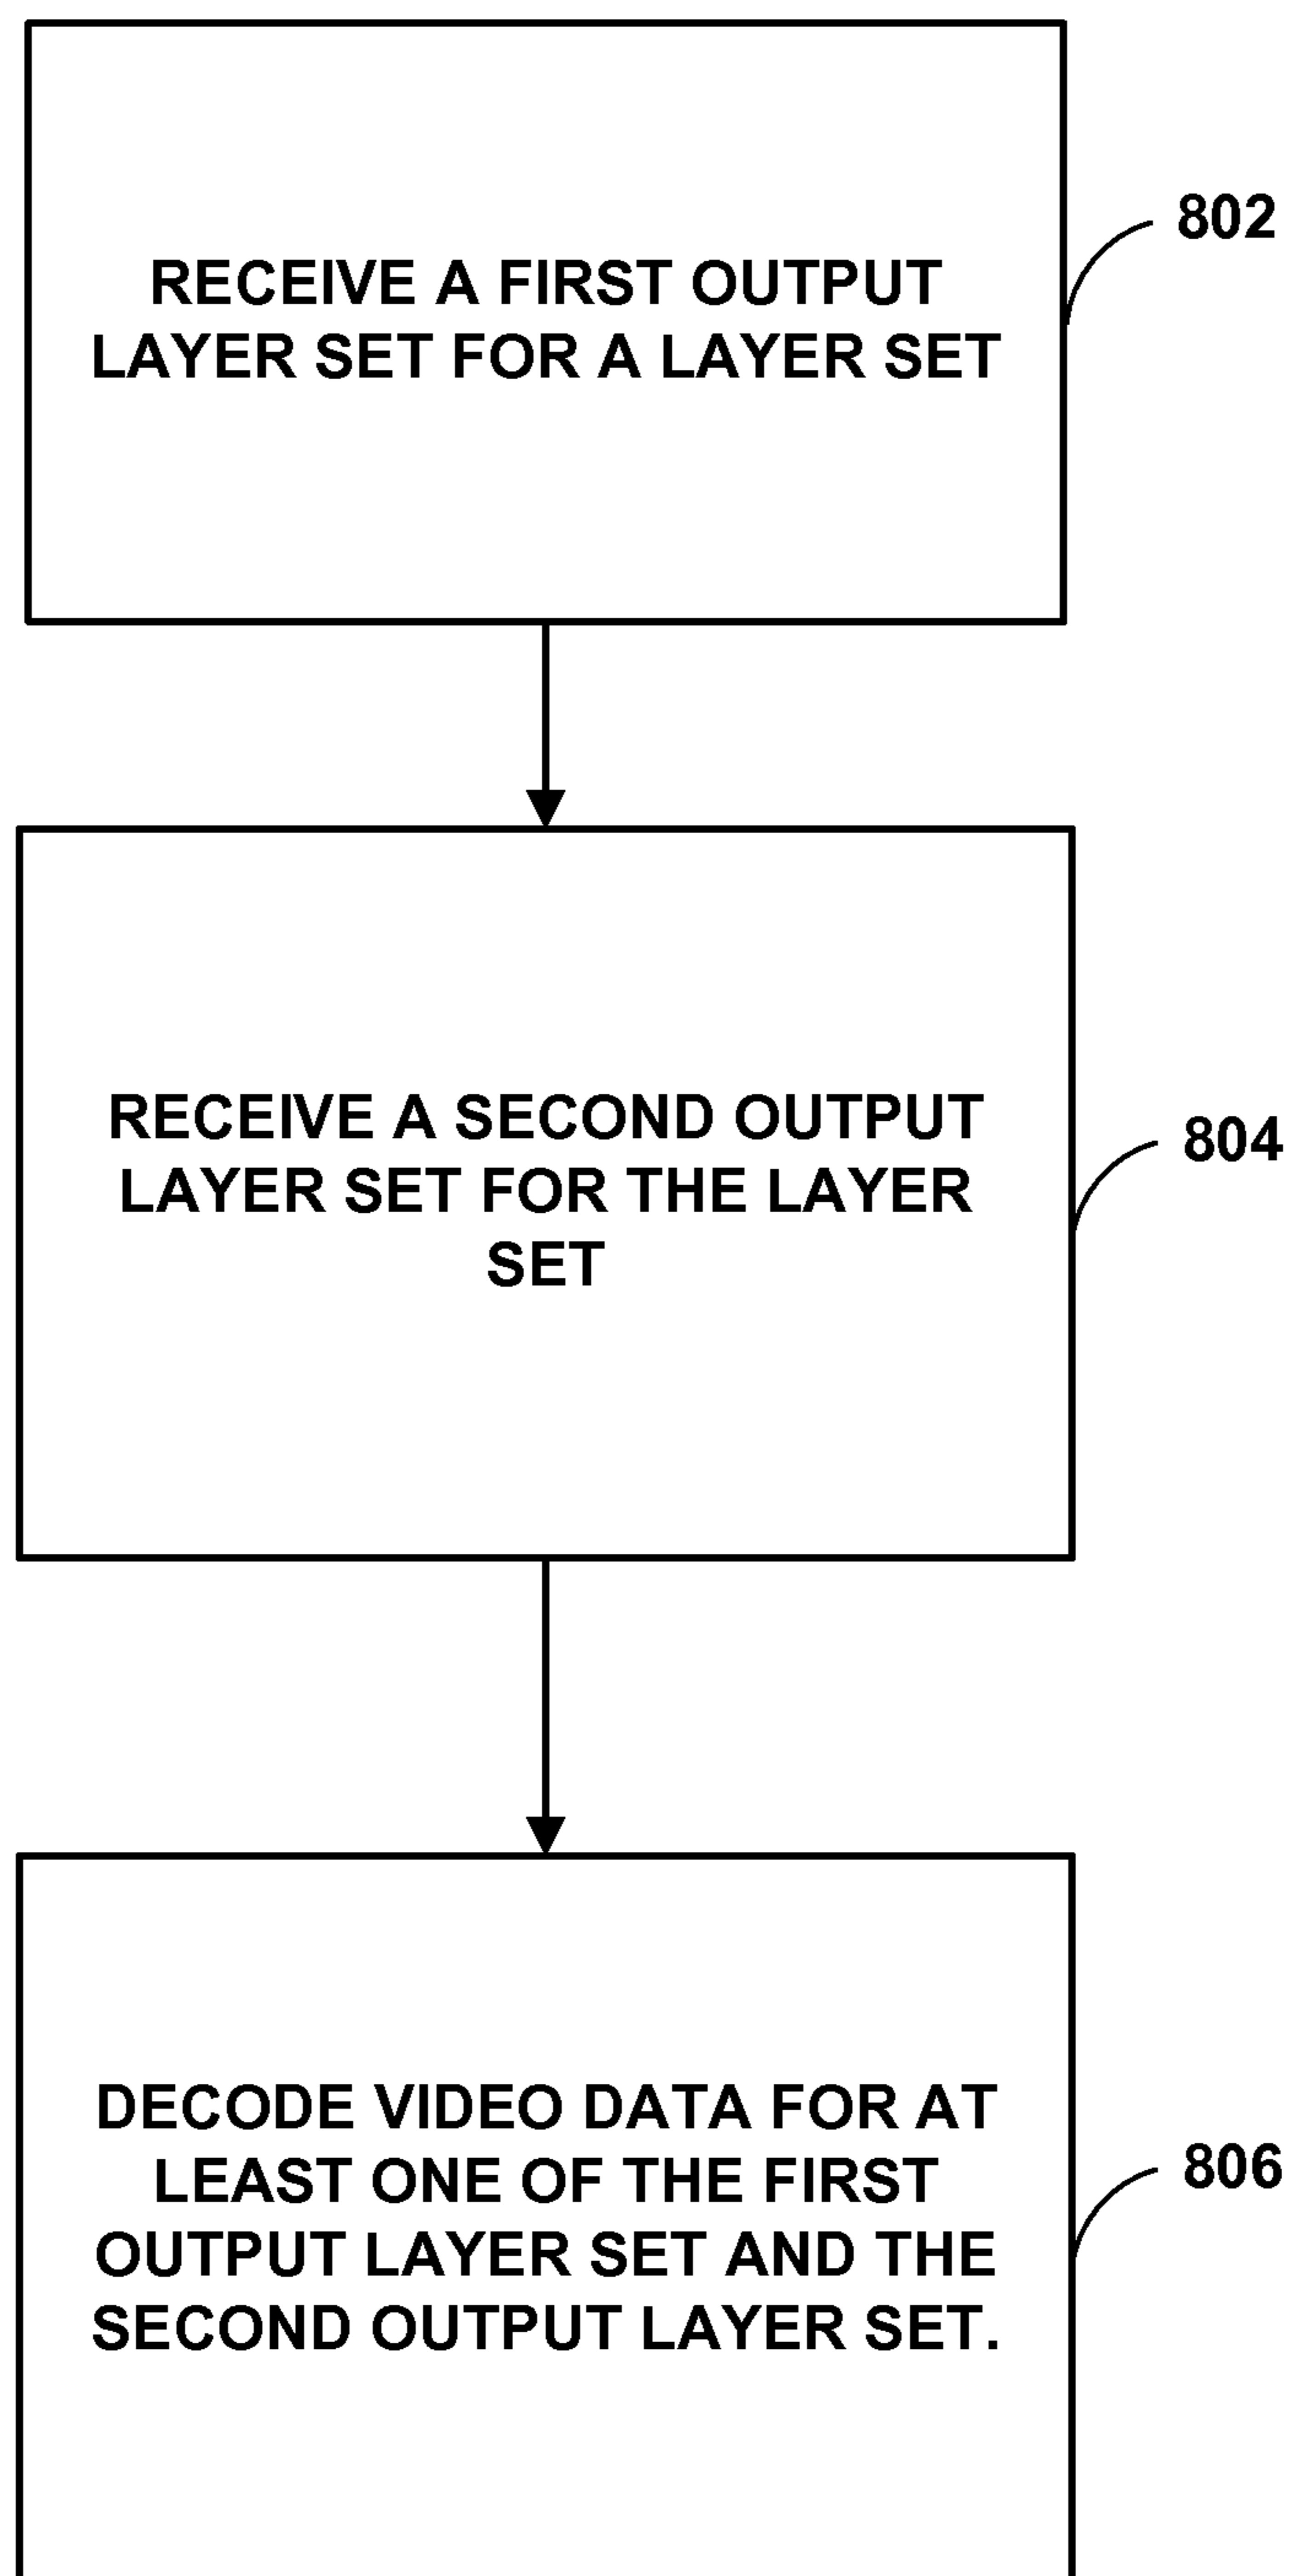 RECEIVE A FIRST OUTPUT
LAYER SET FOR A LAYER SET
802
RECEIVE A SECOND OUTPUT
LAYER SET FOR THE LAYER
SET
804
DECODE VIDEO DATA FOR AT
LEAST ONE OF THE FIRST
OUTPUT LAYER SET AND THE
SECOND OUTPUT LAYER SET.
806